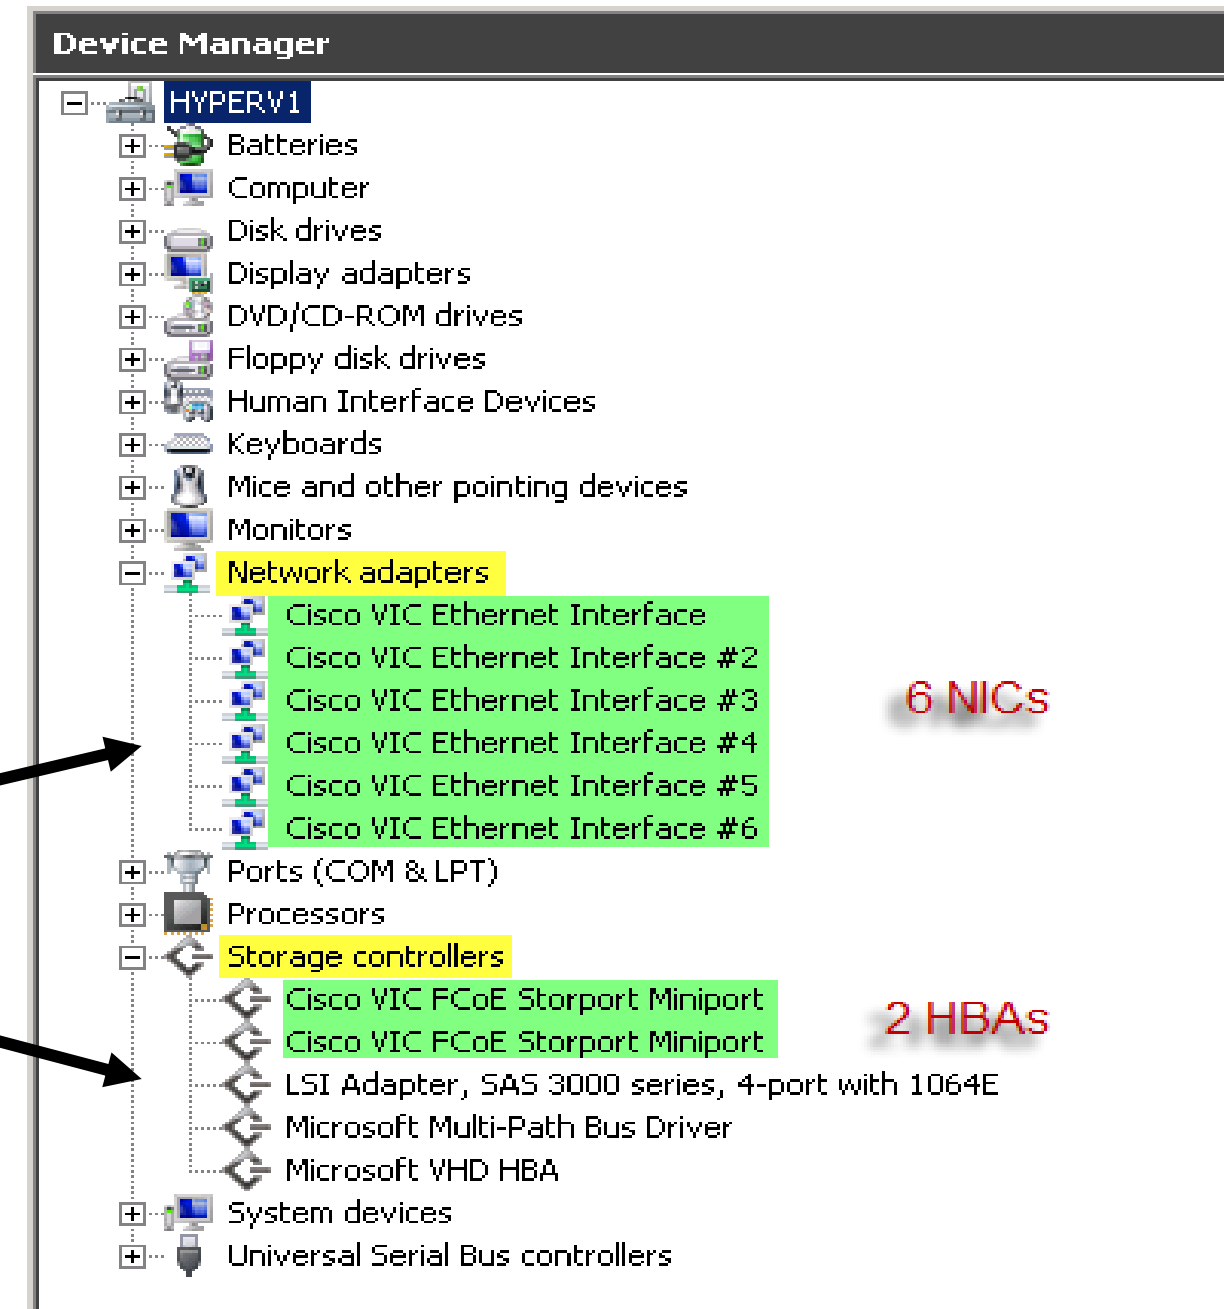 Device Manager
HYPERV1
Batteries
Computer
Disk drives
Display adapters
DVD/CD-ROM drives
Floppy disk drives
Human Interface Devices
Keyboards
Mice and other pointing devices
Monitors
Network adapters
Cisco VIC Ethernet Interface
Cisco VIC Ethernet Interface #2
Cisco VIC Ethernet Interface #3
6 NICs
Cisco VIC Ethernet Interface #4
Cisco VIC Ethernet Interface #5
Cisco VIC Ethernet Interface #6
Ports (COM & LPT)
Processors
Storage controllers
Cisco VIC FCoE Storport Miniport
2 HBAs
Cisco VIC FCoE Storport Miniport
LSI Adapter, SAS 3000 series, 4-port with 1064E
Microsoft Multi-Path Bus Driver
Microsoft VHD HBA
System devices
Universal Serial Bus controllers